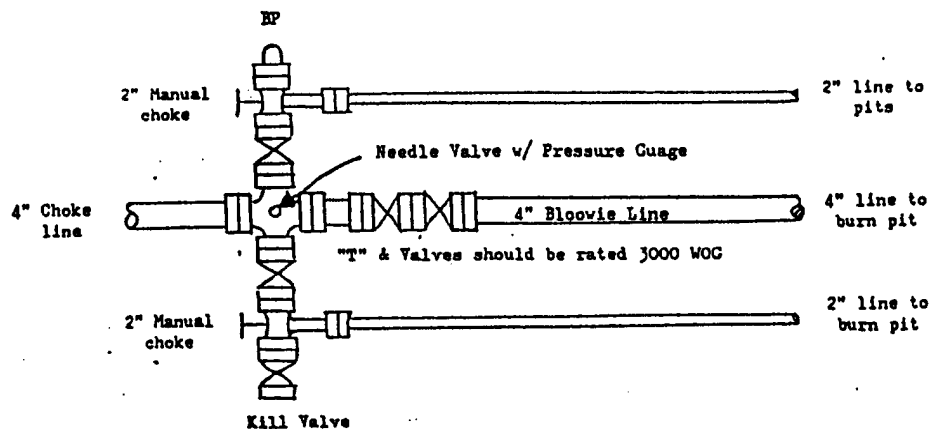 BP
2" Manual
choke
2" line to
pits
Needle Valve w/ Pressure Guage
4" Choke
line
4" Bloowie Line
4" line to
burn pit
"T" & Valves should be rated 3000 WOG
2" Manual
choke
2" line to
burn pit
Kill Valve